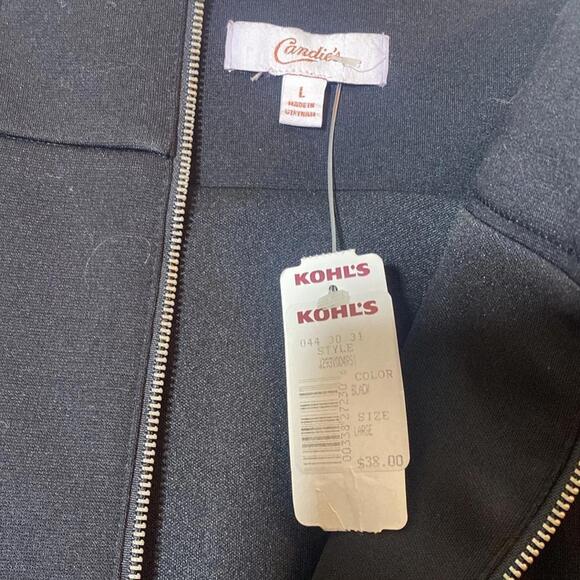 Candie's
L
MADE IN
VIETNAM
KOHL'S
KOHL'S
044 30 31
STYLE
COLOR
BLACK
SIZE
LARGE
$38.00